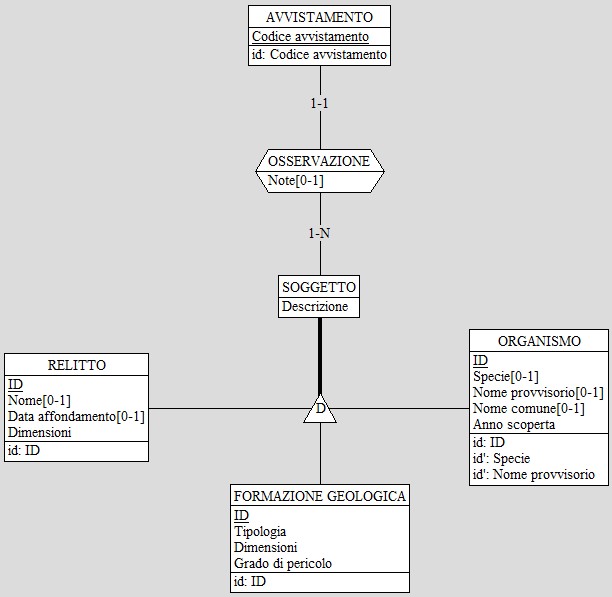 AVVISTAMENTO
Codice avvistamento
id: Codice avvistamento
1-1
OSSERVAZIONE
Note[0-1]
1-N
SOGGETTO
Descrizione
D
RELITTO
ID
Nome[0-1]
Data affondamento[0-1]
Dimensioni
id: ID
ORGANISMO
ID
Specie[0-1]
Nome provvisorio[0-1]
Nome comune[0-1]
Anno scoperta
id: ID
id': Specie
id': Nome provvisorio
FORMAZIONE GEOLOGICA
ID
Tipologia
Dimensioni
Grado di pericolo
id: ID